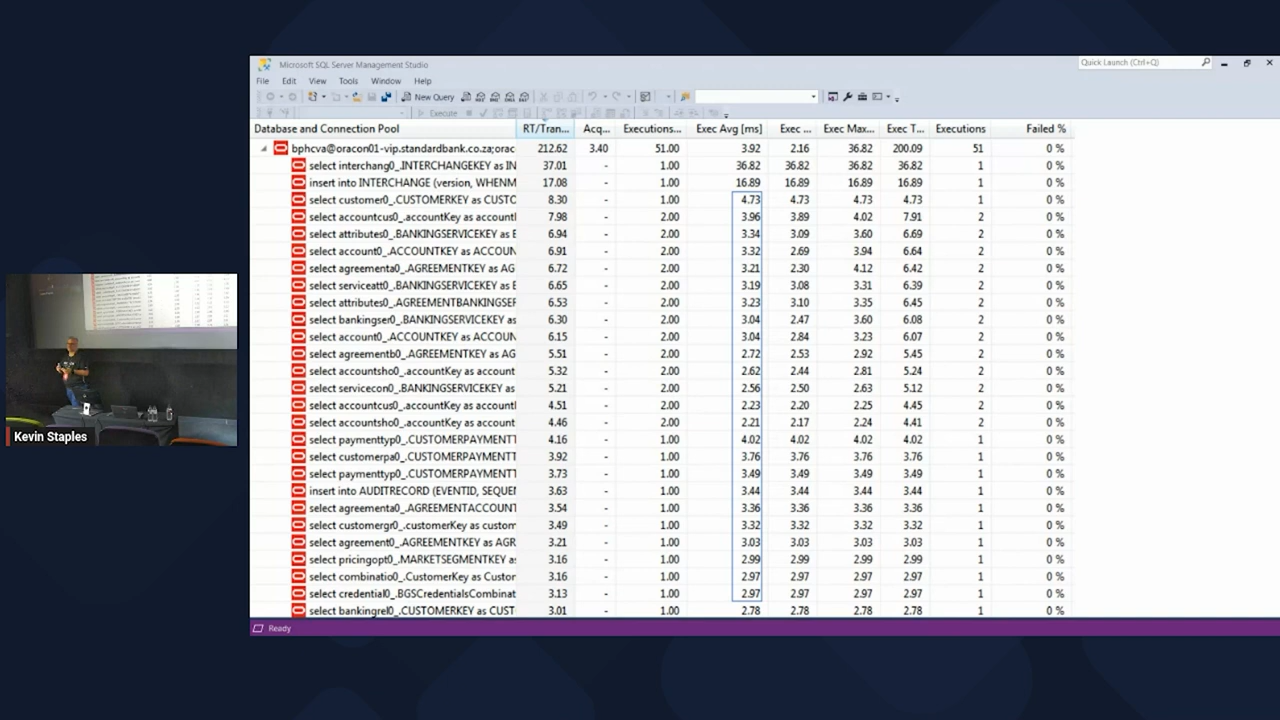 Microsoft SQL Server Management Studio
Quick Launch (Ctrl+Q)
File Edit View Tools Window Help
New Query
Execute
Database and Connection Pool RT/Tran... Acq... Executions... Exec Avg [ms] Exec ... Exec Max... Exec T... Executions Failed %
bphcva@oracon01-vip.standardbank.co.za;orac 212.62 3.40 51.00 3.92 2.16 36.82 200.09 51 0 %
select interchang0_.INTERCHANGEKEY as IN 37.01 - 1.00 36.82 36.82 36.82 36.82 1 0 %
insert into INTERCHANGE (version, WHENM 17.08 - 1.00 16.89 16.89 16.89 16.89 1 0 %
select customer0_.CUSTOMERKEY as CUSTO 8.30 - 1.00 4.73 4.73 4.73 4.73 1 0 %
select accountcus0_.accountKey as account 7.98 - 2.00 3.96 3.89 4.02 7.91 2 0 %
select attributes0_.BANKINGSERVICEKEY as E 6.94 - 2.00 3.34 3.09 3.60 6.69 2 0 %
select account0_.ACCOUNTKEY as ACCOUN 6.91 - 2.00 3.32 2.69 3.94 6.64 2 0 %
select agreementa0_.AGREEMENTKEY as AG 6.72 - 2.00 3.21 2.30 4.12 6.42 2 0 %
select serviceatt0_.BANKINGSERVICEKEY as 6.65 - 2.00 3.19 3.08 3.31 6.39 2 0 %
select attributes0_.AGREEMENTBANKINGSER 6.53 - 2.00 3.23 3.10 3.35 6.45 2 0 %
select bankingser0_.BANKINGSERVICEKEY as 6.30 - 2.00 3.04 2.47 3.60 6.08 2 0 %
select account0_.ACCOUNTKEY as ACCOUN 6.15 - 2.00 3.04 2.84 3.23 6.07 2 0 %
select agreementb0_.AGREEMENTKEY as AG 5.51 - 2.00 2.72 2.53 2.92 5.45 2 0 %
select accountsho0_.accountKey as account 5.32 - 2.00 2.62 2.44 2.81 5.24 2 0 %
select servicecon0_.BANKINGSERVICEKEY as 5.21 - 2.00 2.56 2.50 2.63 5.12 2 0 %
select accountcus0_.accountKey as account 4.51 - 2.00 2.23 2.20 2.25 4.45 2 0 %
select accountsho0_.accountKey as account 4.46 - 2.00 2.21 2.17 2.24 4.41 2 0 %
select paymenttyp0_.CUSTOMERPAYMENTT 4.16 - 1.00 4.02 4.02 4.02 4.02 1 0 %
select customerpa0_.CUSTOMERPAYMENTT 3.92 - 1.00 3.76 3.76 3.76 3.76 1 0 %
select paymenttyp0_.CUSTOMERPAYMENTT 3.73 - 1.00 3.49 3.49 3.49 3.49 1 0 %
insert into AUDITRECORD (EVENTID, SEQUEN 3.63 - 1.00 3.44 3.44 3.44 3.44 1 0 %
select agreementa0_.AGREEMENTACCOUNT 3.54 - 1.00 3.36 3.36 3.36 3.36 1 0 %
select customergr0_.customerKey as custom 3.49 - 1.00 3.32 3.32 3.32 3.32 1 0 %
select agreement0_.AGREEMENTKEY as AGR 3.21 - 1.00 3.03 3.03 3.03 3.03 1 0 %
select pricingopt0_.MARKETSEGMENTKEY as 3.16 - 1.00 2.99 2.99 2.99 2.99 1 0 %
select combinatio0_.CustomerKey as Custom 3.16 - 1.00 2.97 2.97 2.97 2.97 1 0 %
select credential0_.BGSCredentialsCombinat 3.13 - 1.00 2.97 2.97 2.97 2.97 1 0 %
select bankingrel0_.CUSTOMERKEY as CUST 3.01 - 1.00 2.78 2.78 2.78 2.78 1 0 %
Ready
Kevin Staples